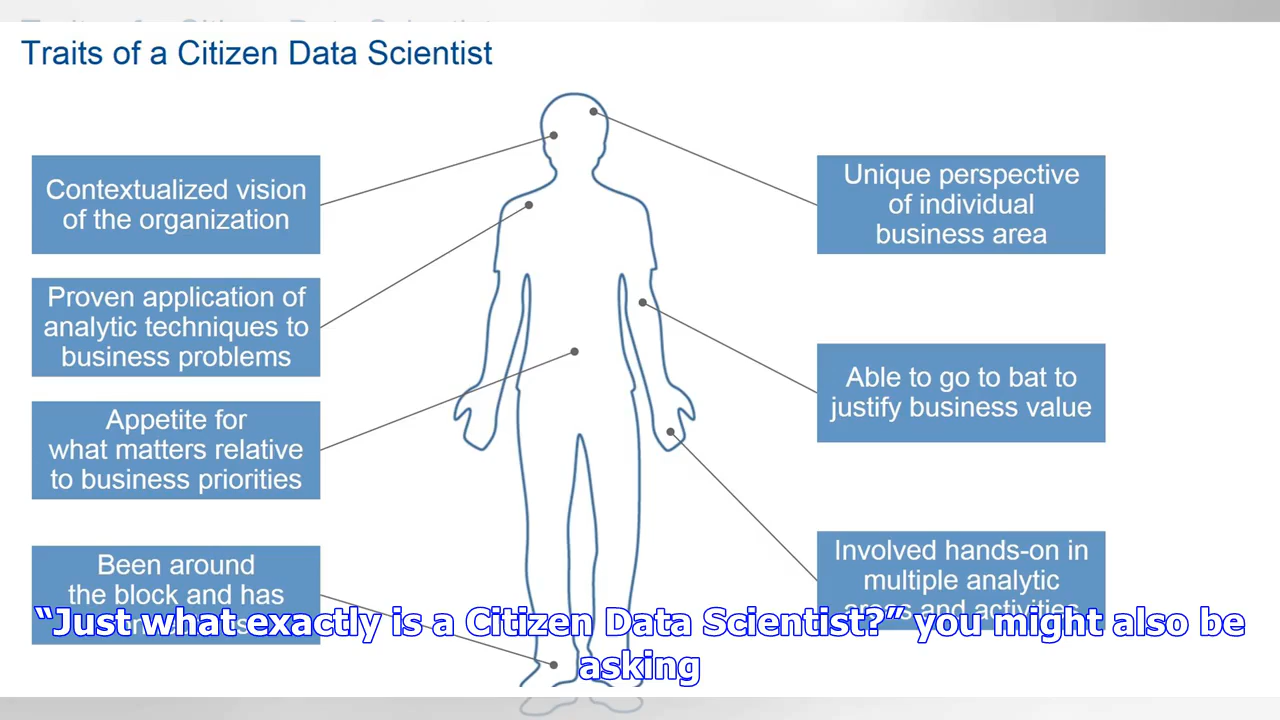 Traits of a Citizen Data Scientist
Contextualized vision
of the organization
Proven application of
analytic techniques to
business problems
Appetite for
what matters relative
to business priorities
Been around
the block and has
Unique perspective
of individual
business area
Able to go to bat to
justify business value
Involved hands-on in
multiple analytic
areas and activities
“Just what exactly is a Citizen Data Scientist?” you might also be
asking